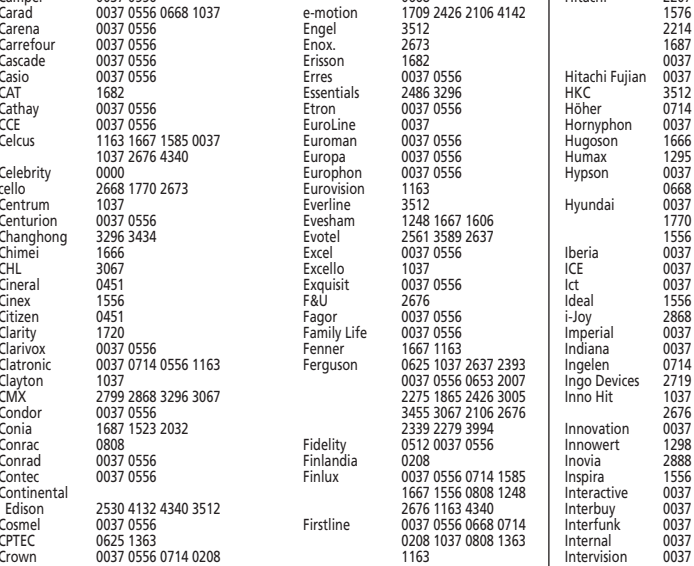 Carad 0037 0556 0668 1037
Carena 0037 0556
Carrefour 0037 0556
Cascade 0037 0556
Casio 0037 0556
CAT 1682
Cathay 0037 0556
CCE 0037 0556
Celcus 1163 1667 1585 0037
1037 2676 4340
Celebrity 0000
cello 2668 1770 2673
Centrum 1037
Centurion 0037 0556
Changhong 3296 3434
Chimei 1666
CHL 3067
Cineral 0451
Cinex 1556
Citizen 0451
Clarity 1720
Clarivox 0037 0556
Clatronic 0037 0714 0556 1163
Clayton 1037
CMX 2799 2868 3296 3067
Condor 0037 0556
Conia 1687 1523 2032
Conrac 0808
Conrad 0037 0556
Contec 0037 0556
Continental
Edison 2530 4132 4340 3512
Cosmel 0037 0556
CPTEC 0625 1363
Crown 0037 0556 0714 0208
e-motion 1709 2426 2106 4142
Engel 3512
Enox. 2673
Erisson 1682
Erres 0037 0556
Essentials 2486 3296
Etron 0037 0556
EuroLine 0037
Euroman 0037 0556
Europa 0037 0556
Europhon 0037 0556
Eurovision 1163
Everline 3512
Evesham 1248 1667 1606
Evotel 2561 3589 2637
Excel 0037 0556
Excello 1037
Exquisit 0037 0556
F&U 2676
Fagor 0037 0556
Family Life 0037 0556
Fenner 1667 1163
Ferguson 0625 1037 2637 2393
0037 0556 0653 2007
2275 1865 2426 3005
3455 3067 2106 2676
2339 2279 3994
Fidelity 0512 0037 0556
Finlandia 0208
Finlux 0037 0556 0714 1585
1667 1556 0808 1248
2676 1163 4340
Firstline 0037 0556 0668 0714
0208 1037 0808 1363
1163
Hitachi
1576
2214
1687
0037
Hitachi Fujian 0037
HKC 3512
Höher 0714
Hornyphon 0037
Hugoson 1666
Humax 1295
Hypson 0037
0668
Hyundai 0037
1770
1556
Iberia 0037
ICE 0037
Ict 0037
Ideal 1556
i-Joy 2868
Imperial 0037
Indiana 0037
Ingelen 0714
Ingo Devices 2719
Inno Hit 1037
2676
Innovation 0037
Innowert 1298
Inovia 2888
Inspira 1556
Interactive 0037
Interbuy 0037
Interfunk 0037
Internal 0037
Intervision 0037